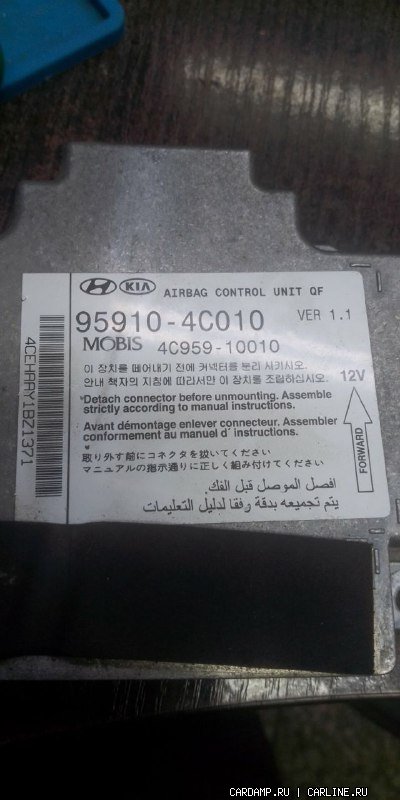 HYUNDAI KIA AIRBAG CONTROL UNIT QF
95910-4C010 VER 1.1
MOBIS 4C959-10010
이 장치를 떼어내기 전에 커넥터를 분리 시키시오.
안내 책자의 지침에 따라서만 이 장치를 조립하십시오. 12V
Detach connector before unmounting. Assemble
strictly according to manual instructions.
Avant démontage enlever connecteur. Assembler
conformement au manuel d' instructions.
取り外す前にコネクタを抜いてください
マニュアルの指示通りに正しく組み付けてください
افصل الموصل قبل الفك.
يتم تجميعه بدقة رفقا لدليل التعليمات
FORWARD
CARDAMP.RU | CARLINE.RU